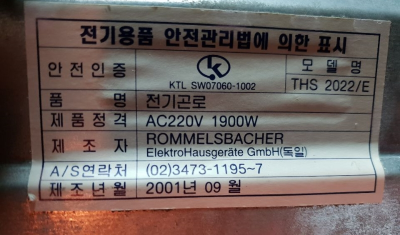 전기용품 안전관리법에 의한 표시
안전인증 KTL SW07060-1002 모델명 THS 2022/E
품명 전기곤로
제품정격 AC220V 1900W
제조자 ROMMELSBACHER
ElektroHausgeräte GmbH(독일)
A/S연락처 (02)3473-1195~7
제조년월 2001년 09월